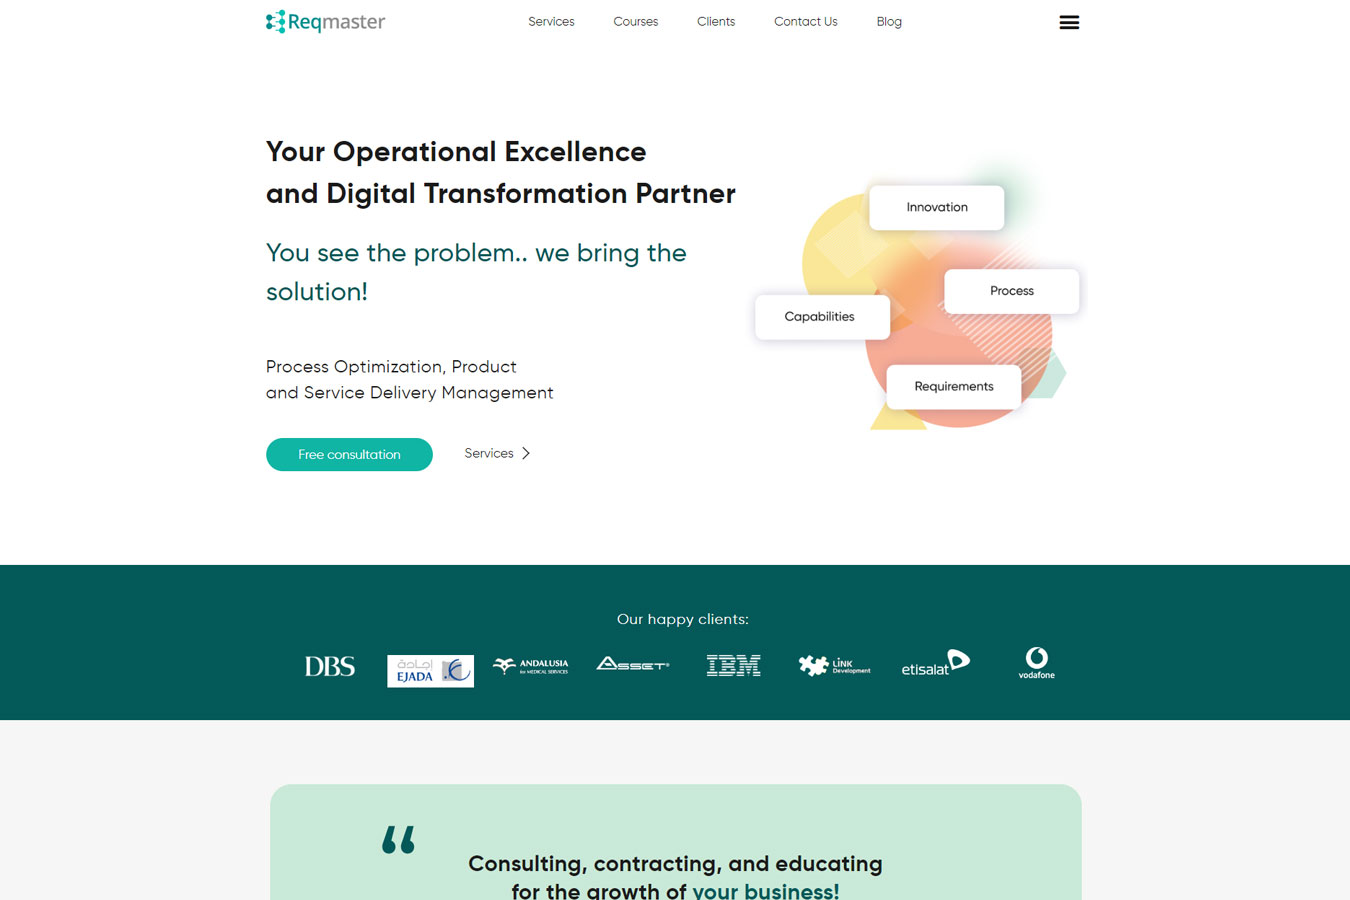 Reqmaster
Services
Courses
Clients
Contact Us
Blog
Your Operational Excellence
and Digital Transformation Partner
You see the problem.. we bring the
solution!
Process Optimization, Product
and Service Delivery Management
Free consultation
Services
Innovation
Process
Capabilities
Requirements
Our happy clients:
DBS
إجادة
EJADA
ANDALUSIA
for MEDICAL SERVICES
ASSET®
IBM
LINK
Development
etisalat
vodafone
“
Consulting, contracting, and educating
for the growth of your business!